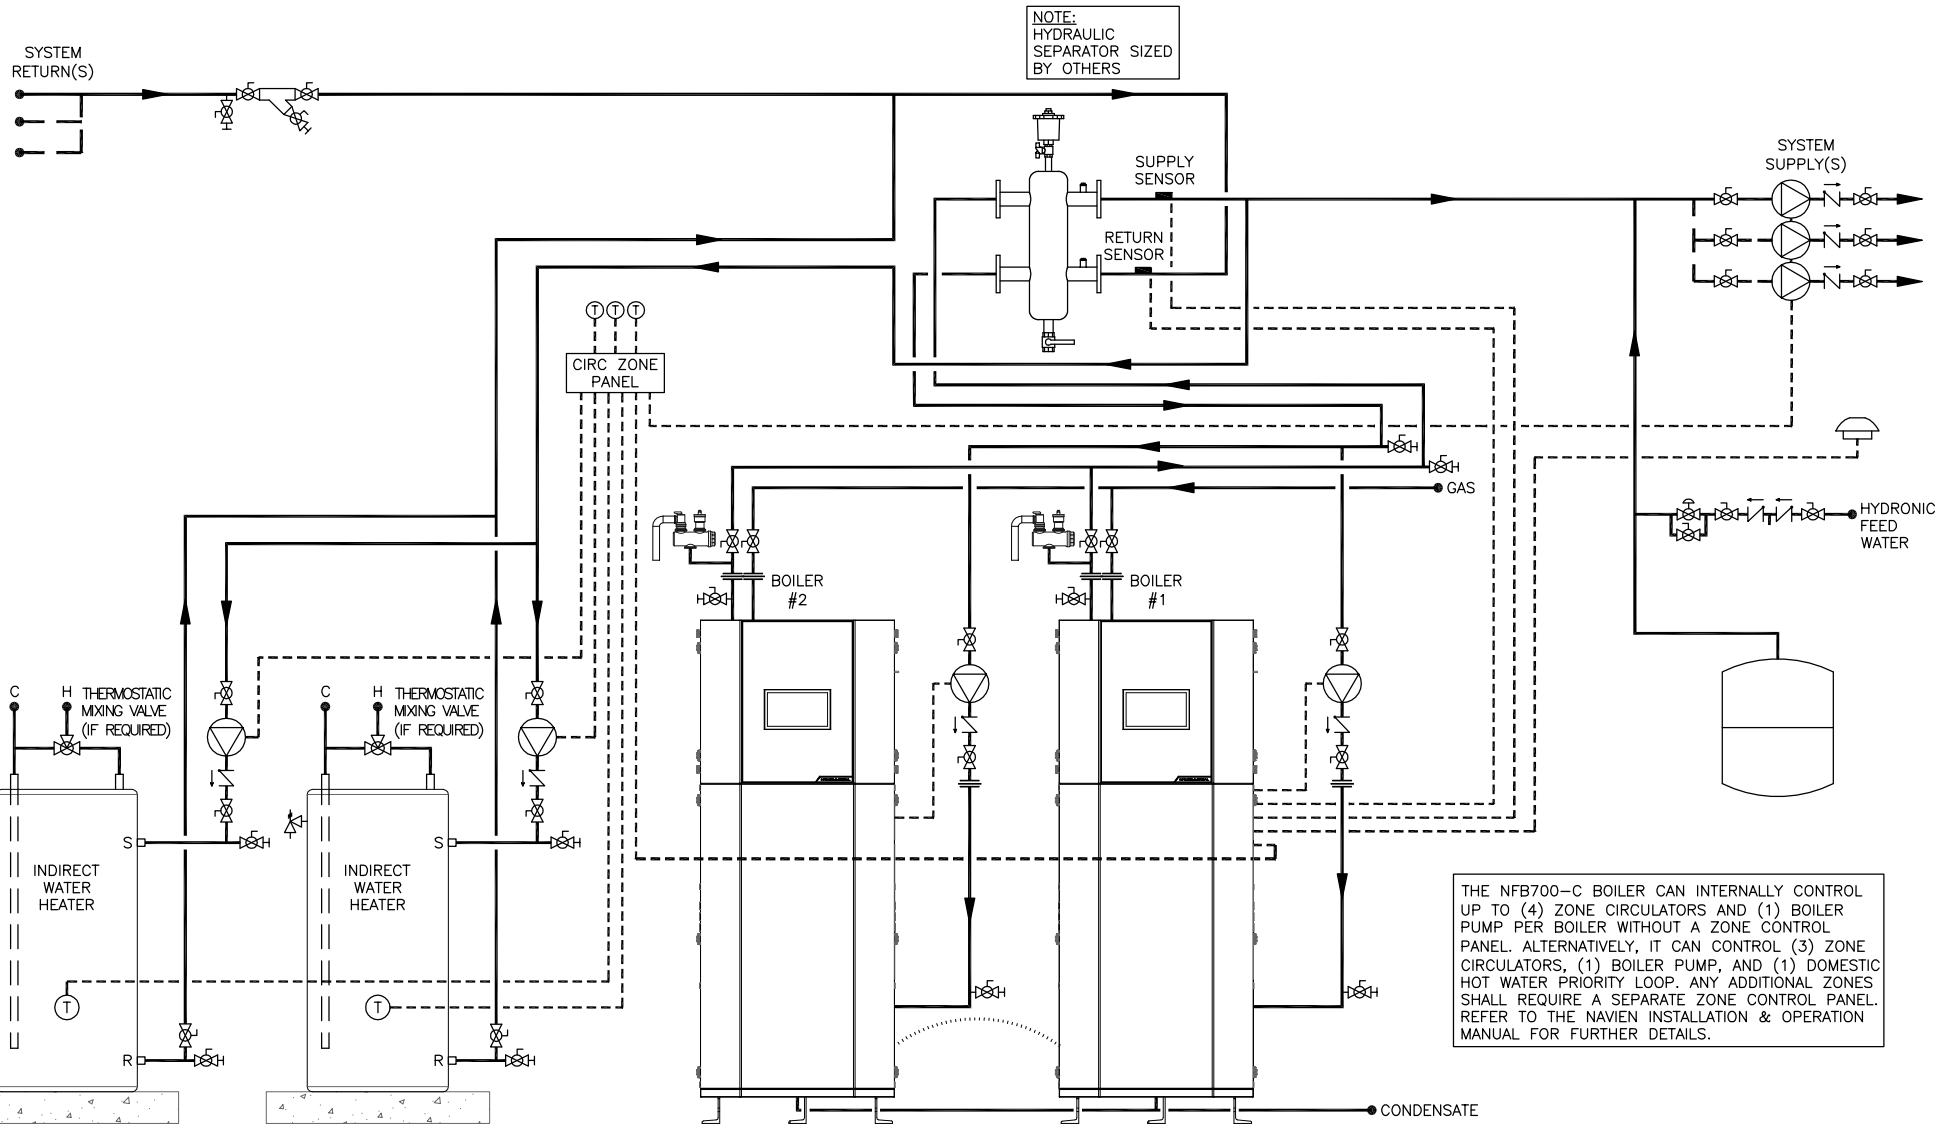 NOTE:
HYDRAULIC
SEPARATOR SIZED
BY OTHERS
SYSTEM
RETURN(S)
SUPPLY
SENSOR
SYSTEM
SUPPLY(S)
RETURN
SENSOR
T T T
CIRC ZONE
PANEL
GAS
HYDRONIC
FEED
WATER
BOILER
#2
BOILER
#1
C H THERMOSTATIC
MIXING VALVE
(IF REQUIRED)
C H THERMOSTATIC
MIXING VALVE
(IF REQUIRED)
S
S
INDIRECT
WATER
HEATER
INDIRECT
WATER
HEATER
THE NFB700-C BOILER CAN INTERNALLY CONTROL
UP TO (4) ZONE CIRCULATORS AND (1) BOILER
PUMP PER BOILER WITHOUT A ZONE CONTROL
PANEL. ALTERNATIVELY, IT CAN CONTROL (3) ZONE
CIRCULATORS, (1) BOILER PUMP, AND (1) DOMESTIC
HOT WATER PRIORITY LOOP. ANY ADDITIONAL ZONES
SHALL REQUIRE A SEPARATE ZONE CONTROL PANEL.
REFER TO THE NAVIEN INSTALLATION & OPERATION
MANUAL FOR FURTHER DETAILS.
T
T
R
R
CONDENSATE